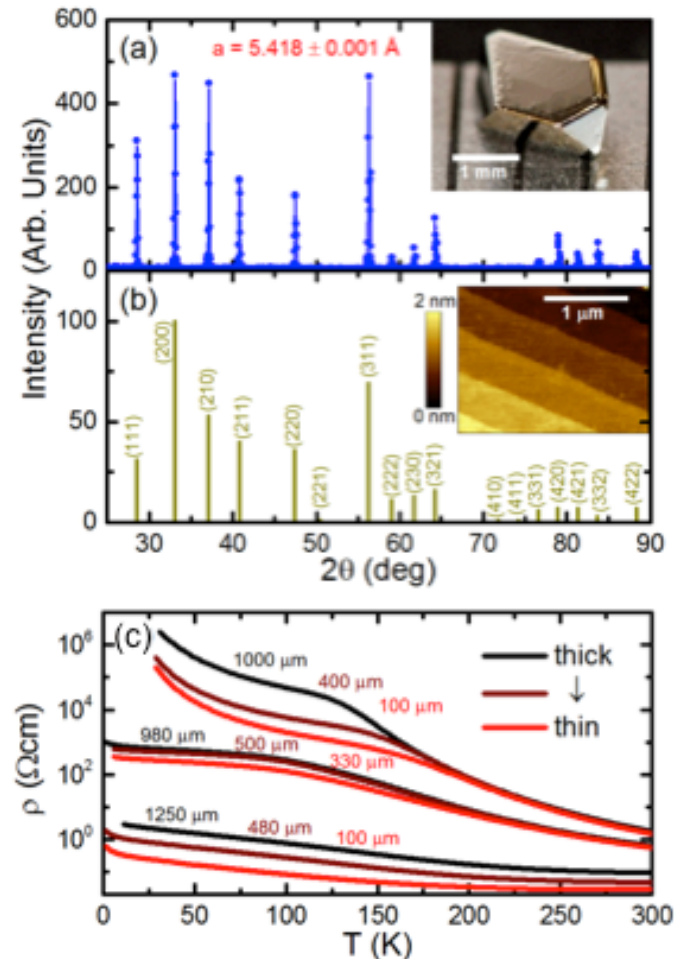 (a)
a = 5.418 ± 0.001 Å
600
400
200
0
1 mm
Intensity (Arb. Units)
(b)
100
50
0
2 nm
0 nm
1 μm
(111)
(200)
(210)
(211)
(220)
(221)
(311)
(222)
(230)
(321)
(410)
(411)
(331)
(420)
(421)
(332)
(422)
30 40 50 60 70 80 90
2θ (deg)
(c)
10⁶
10⁴
10²
10⁰
ρ (Ωcm)
1000 μm
400 μm
100 μm
980 μm
500 μm
330 μm
1250 μm
480 μm
100 μm
thick
↓
thin
0 50 100 150 200 250 300
T (K)